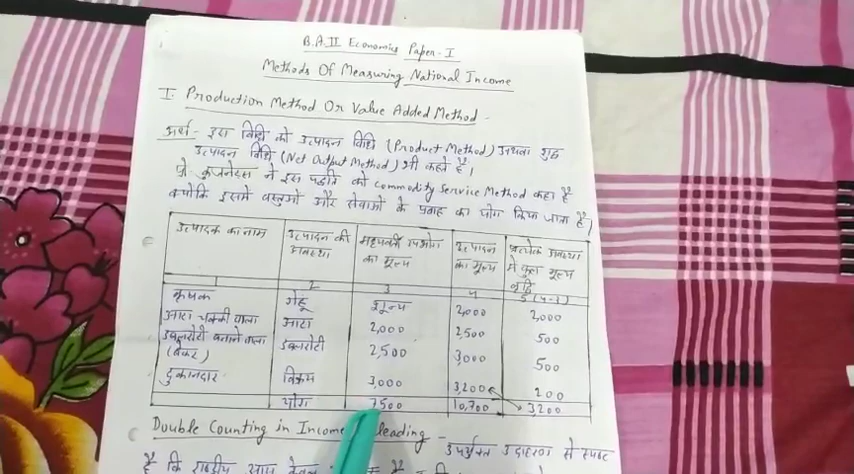 B.A.II Economics Paper-I
Methods Of Measuring National Income
I. Production Method Or Value Added Method -
अर्थ- इस विधि को उत्पादन विधि (Product Method) अथवा शुद्ध
उत्पादन विधि (Net Output Method) भी कहते हैं।
प्रो. कुजनेट्स ने इस पद्धति को commodity Service Method कहा है
क्योंकि इसमें वस्तुओं और सेवाओं के प्रवाह का योग किया जाता है।
उत्पादक का नाम | उत्पादन की अवस्था | मध्यवर्ती उपभोग का मूल्य | उत्पादन का मूल्य | प्रत्येक अवस्था में कुल मूल्य वृद्धि
2 | 3 | 4 | 5 (4-3)
कृषक | गेहूं | शून्य | 2,000 | 2,000
आटा चक्की वाला | आटा | 2,000 | 2,500 | 500
डबलरोटी बनाने वाला (बेकर) | डबलरोटी | 2,500 | 3,000 | 500
दुकानदार | विक्रय | 3,000 | 3,200 | 200
योग | 7500 | 10,700 | 3,200
Double Counting in Income leading - उपर्युक्त उदाहरण से स्पष्ट
है कि राष्ट्रीय आय केवल